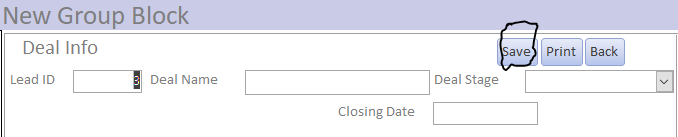 New Group Block
Deal Info Save Print Back
Lead ID 3 Deal Name Deal Stage
Closing Date